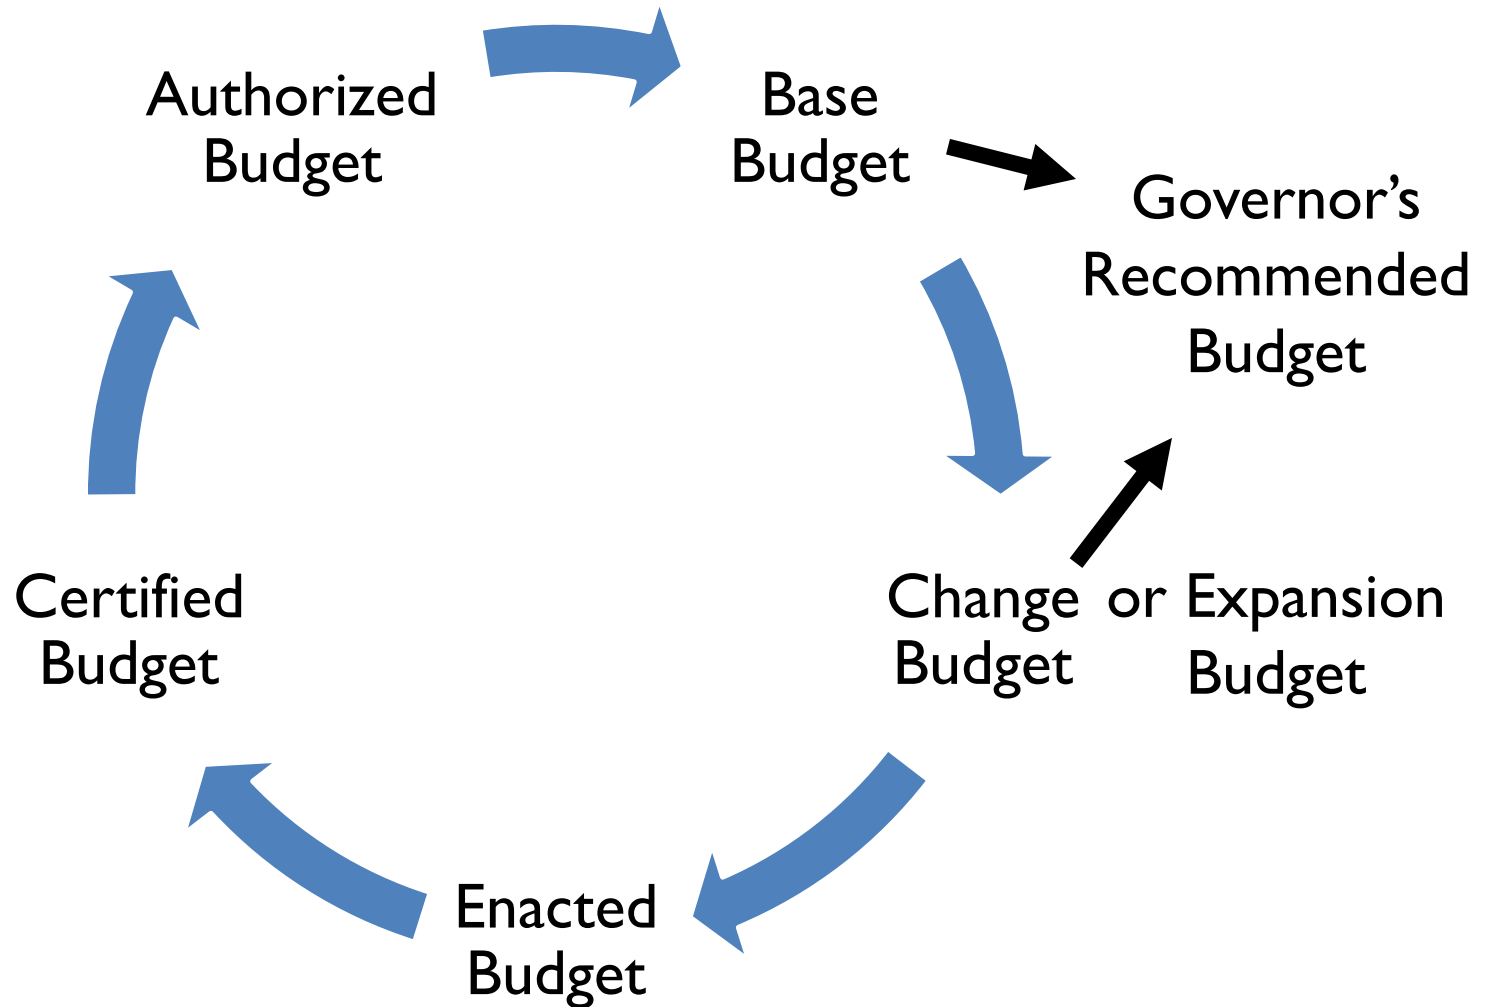 Authorized
Budget
Base
Budget
Governor’s
Recommended
Budget
Change or Expansion
Budget Budget
Enacted
Budget
Certified
Budget